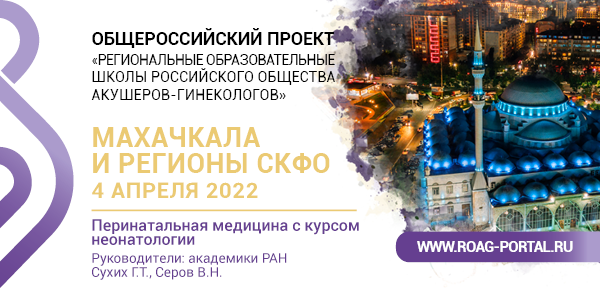 ОБЩЕРОССИЙСКИЙ ПРОЕКТ
«РЕГИОНАЛЬНЫЕ ОБРАЗОВАТЕЛЬНЫЕ
ШКОЛЫ РОССИЙСКОГО ОБЩЕСТВА
АКУШЕРОВ-ГИНЕКОЛОГОВ»
МАХАЧКАЛА
И РЕГИОНЫ СКФО
4 АПРЕЛЯ 2022
Перинатальная медицина с курсом
неонатологии
Руководители: академики РАН
Сухих Г.Т., Серов В.Н.
WWW.ROAG-PORTAL.RU